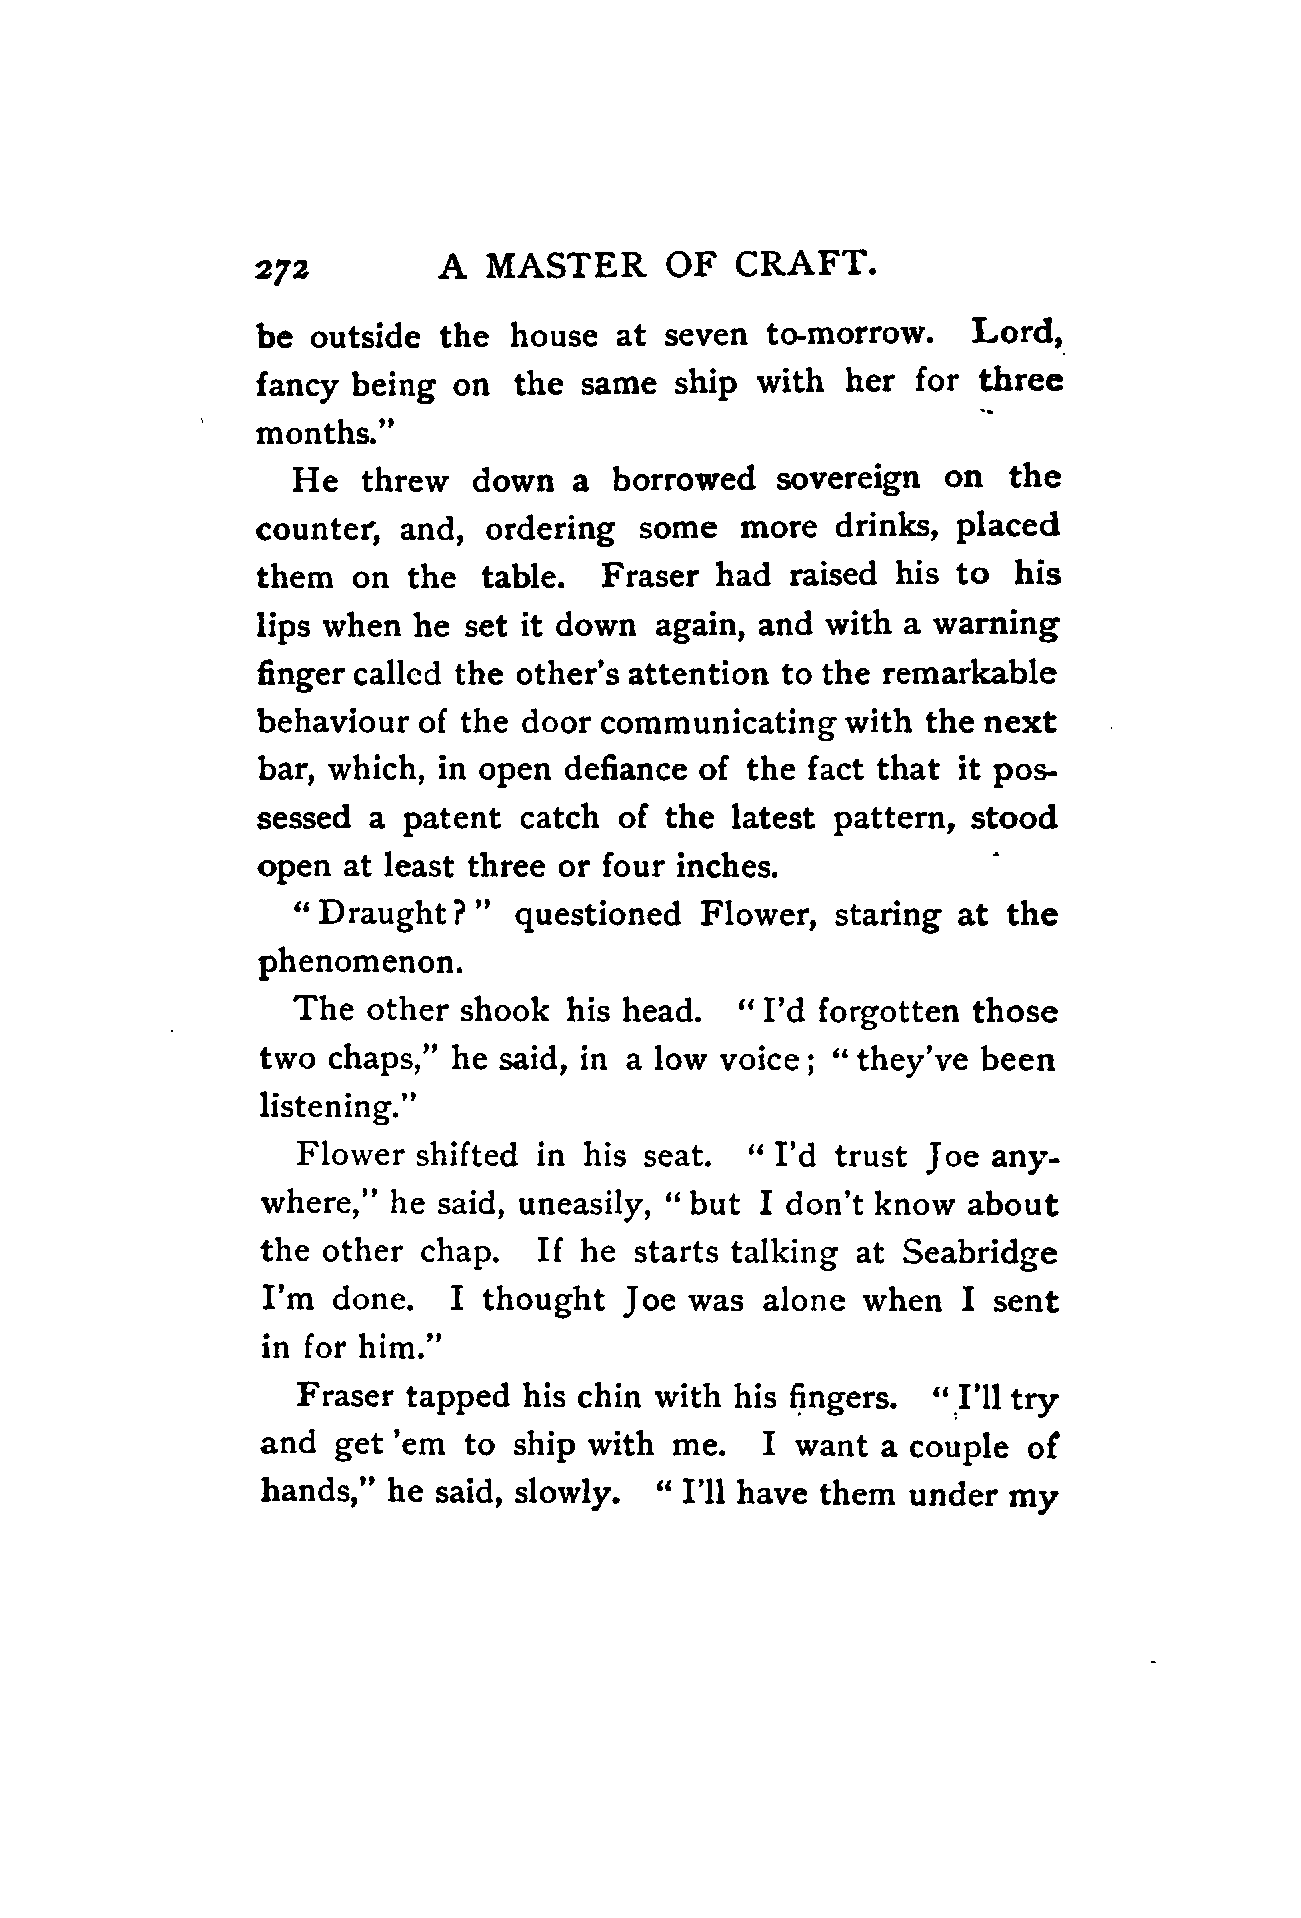 272 A MASTER OF CRAFT.
be outside the house at seven to-morrow. Lord,
fancy being on the same ship with her for three
months."
He threw down a borrowed sovereign on the
counter, and, ordering some more drinks, placed
them on the table. Fraser had raised his to his
lips when he set it down again, and with a warning
finger called the other's attention to the remarkable
behaviour of the door communicating with the next
bar, which, in open defiance of the fact that it pos-
sessed a patent catch of the latest pattern, stood
open at least three or four inches.
"Draught?" questioned Flower, staring at the
phenomenon.
The other shook his head. "I'd forgotten those
two chaps," he said, in a low voice; "they've been
listening."
Flower shifted in his seat. "I'd trust Joe any-
where," he said, uneasily, "but I don't know about
the other chap. If he starts talking at Seabridge
I'm done. I thought Joe was alone when I sent
in for him."
Fraser tapped his chin with his fingers. "I'll try
and get 'em to ship with me. I want a couple of
hands," he said, slowly. "I'll have them under my